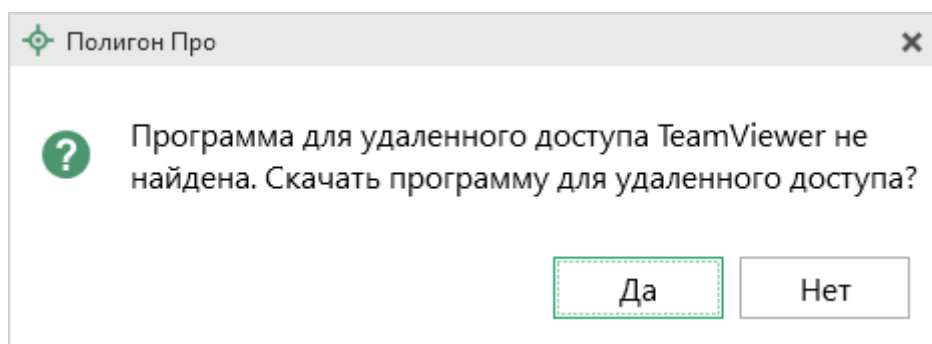 Полигон Про
Программа для удаленного доступа TeamViewer не
найдена. Скачать программу для удаленного доступа?
Да
Нет